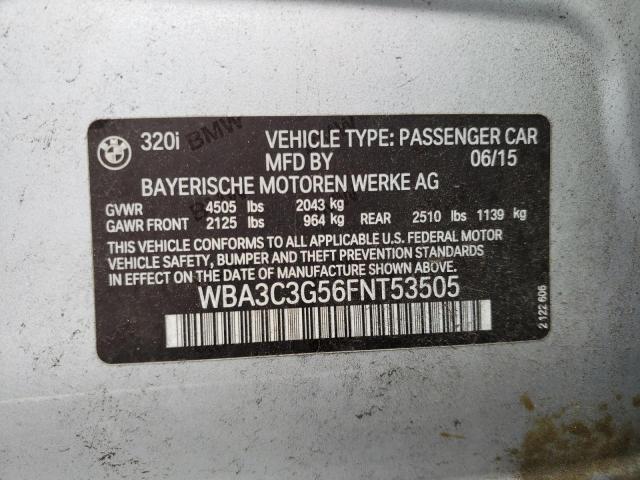 320i VEHICLE TYPE: PASSENGER CAR
MFD BY 06/15
BAYERISCHE MOTOREN WERKE AG
GVWR 4505 lbs 2043 kg
GAWR FRONT 2125 lbs 964 kg REAR 2510 lbs 1139 kg
THIS VEHICLE CONFORMS TO ALL APPLICABLE U.S. FEDERAL MOTOR
VEHICLE SAFETY, BUMPER AND THEFT PREVENTION STANDARDS
IN EFFECT ON THE DATE OF MANUFACTURE SHOWN ABOVE.
WBA3C3G56FNT53505
2 122 606
BMW